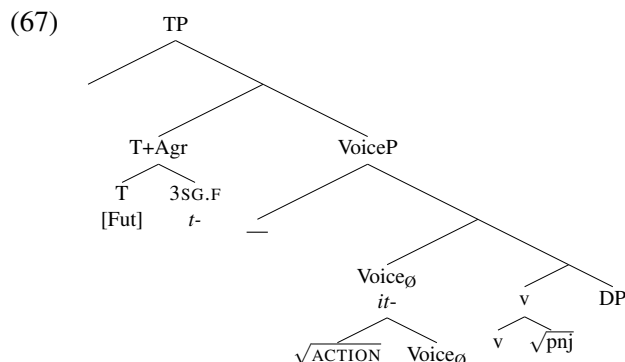 (67) TP
T+Agr VoiceP
T 3SG.F
[Fut] t- —
Voice∅ v DP
it-
√ACTION Voice∅ v √pnj